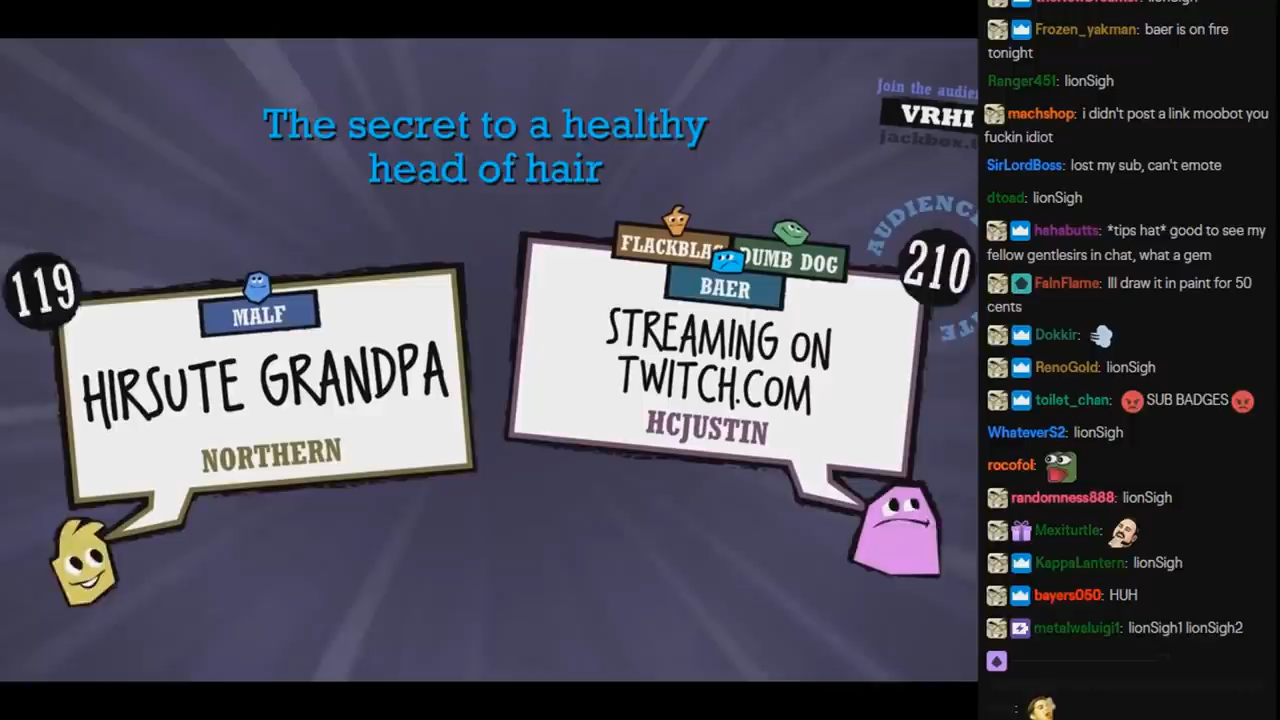 The secret to a healthy
head of hair
Join the
VRHI
119
MALF
HIRSUTE GRANDPA
NORTHERN
DUMB DOG
BAER
210
STREAMING ON
TWITCH.COM
HCJUSTIN
Frozen_yakman: baer is on fire
tonight
Ranger451: lionSigh
machshop: i didn't post a link moobot you
fuckin idiot
SirLordBoss: lost my sub, can't emote
dtoad: lionSigh
hahabutts: *tips hat* good to see my
fellow gentlesirs in chat, what a gem
FalnFlame: Ill draw it in paint for 50
cents
Dokkir:
RenoGold: lionSigh
toilet_chan: SUB BADGES
WhateverS2: lionSigh
rocofol:
randomness888: lionSigh
Mexiturtle:
KappaLantern: lionSigh
bayers050: HUH
metalwaluigi1: lionSigh1 lionSigh2